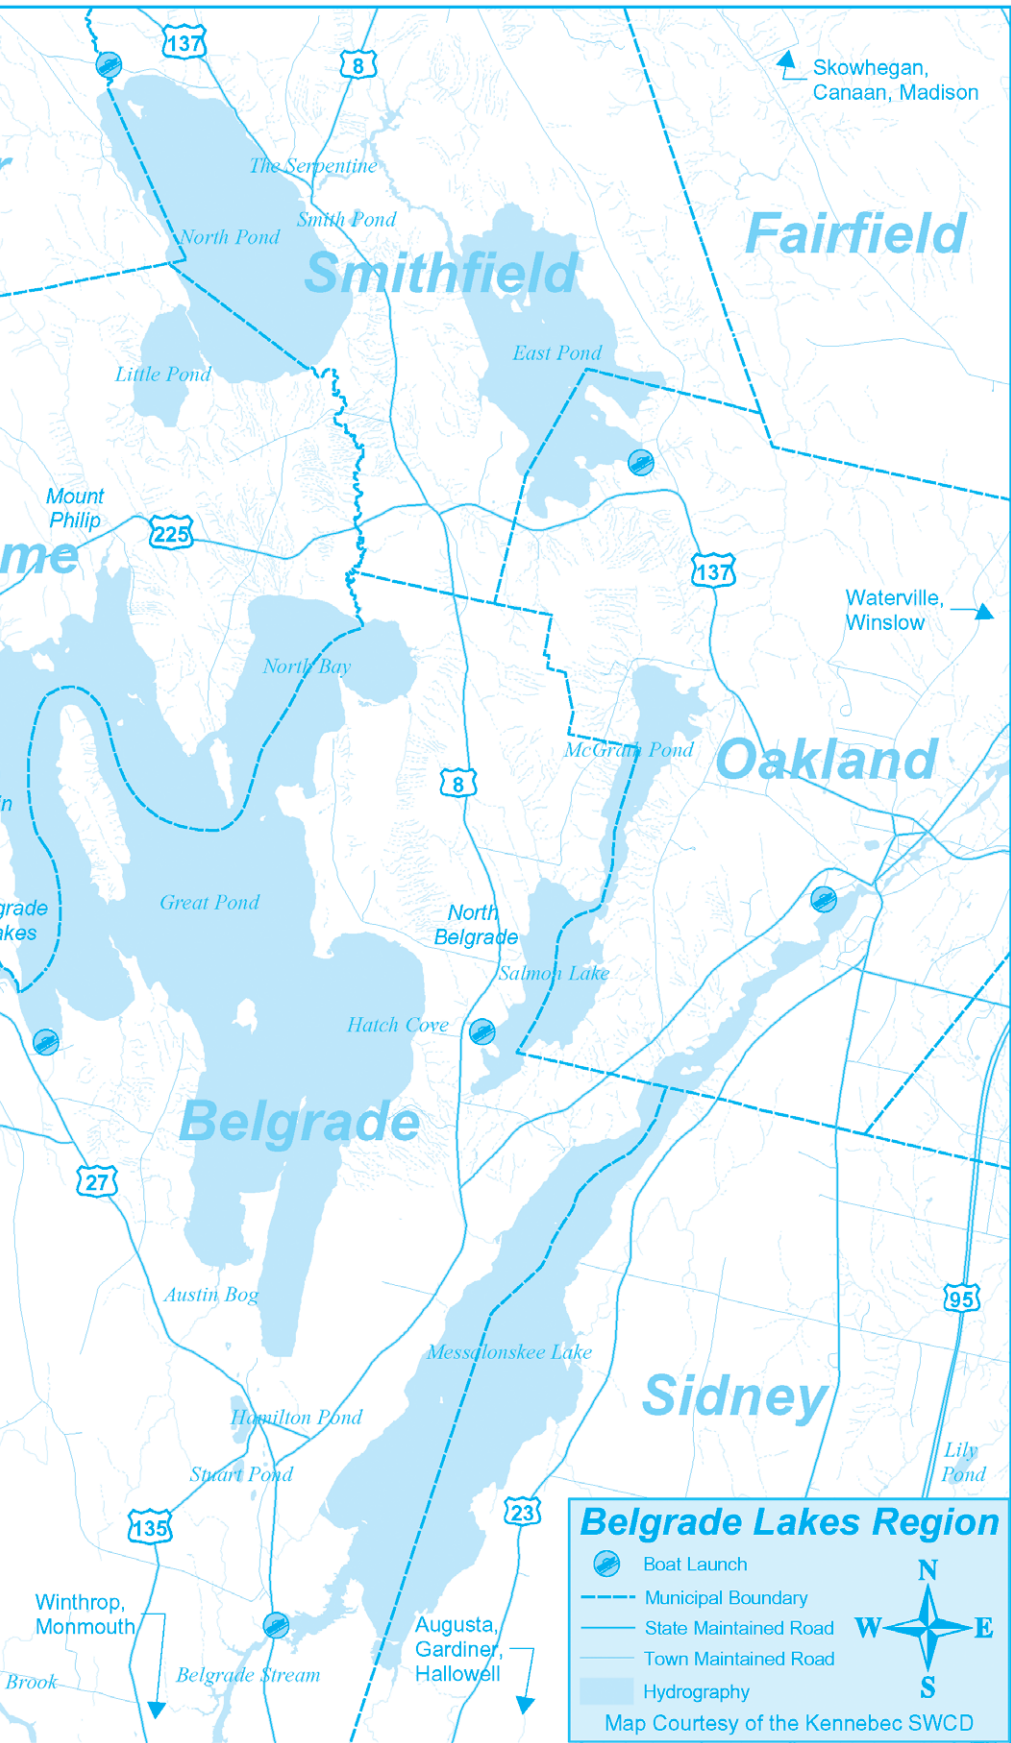 137
8
Skowhegan,
Canaan, Madison
The Serpentine
Smith Pond
North Pond
Fairfield
Smithfield
East Pond
Little Pond
Mount
Philip
225
me
137
Waterville,
Winslow
North Bay
McGrath Pond
Oakland
8
in
Great Pond
grade
akes
North
Belgrade
Salmon Lake
Hatch Cove
Belgrade
27
Austin Bog
95
Messalonskee Lake
Sidney
Hamilton Pond
Lily
Pond
Stuart Pond
135
23
Winthrop,
Monmouth
Augusta,
Gardiner,
Hallowell
Belgrade Stream
Brook
Belgrade Lakes Region
Boat Launch
Municipal Boundary
State Maintained Road
Town Maintained Road
Hydrography
N
W
E
S
Map Courtesy of the Kennebec SWCD